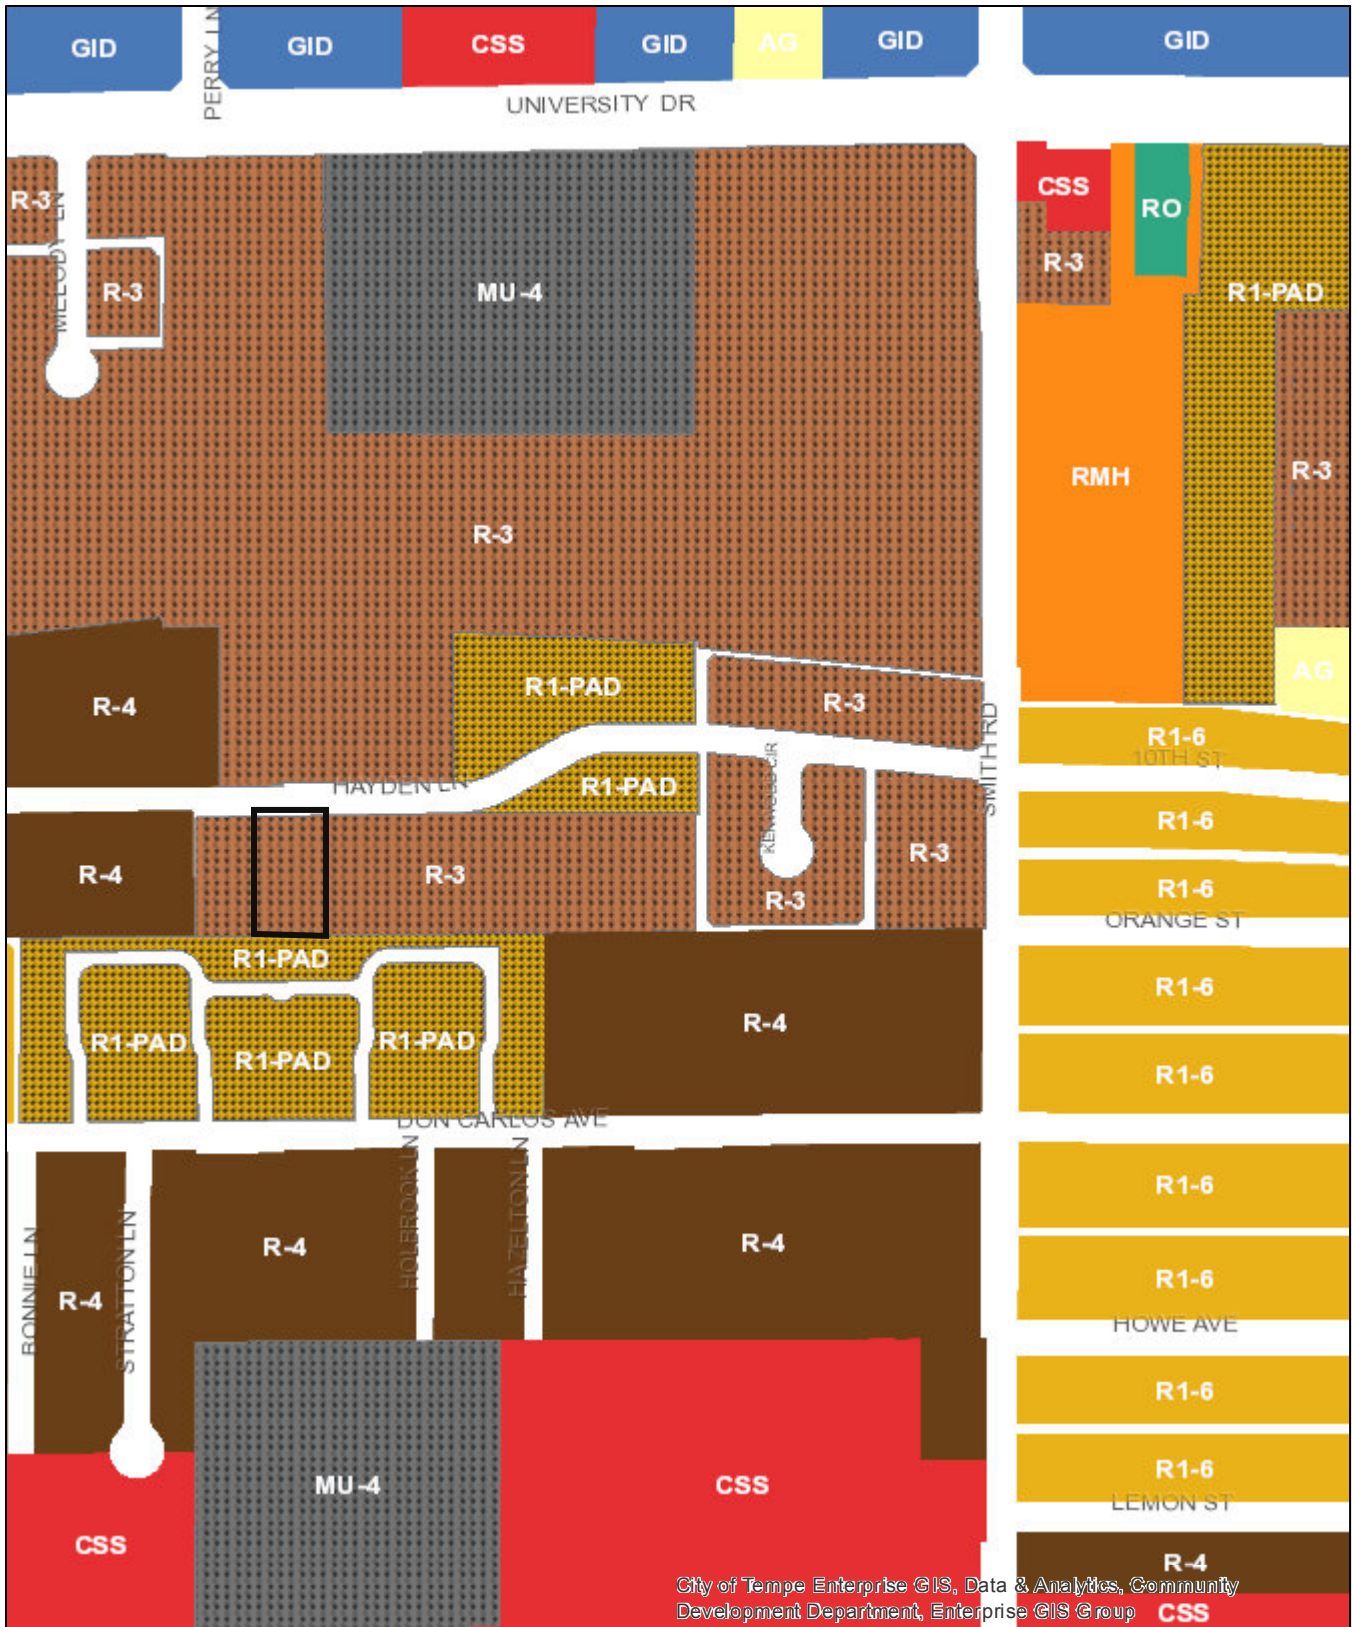 GID
PERRY LN
GID
CSS
GID
AG
GID
GID
UNIVERSITY DR
R-3
MELODY LN
R-3
MU-4
CSS
RO
R-3
R1-PAD
RMH
R-3
R-3
R-4
R1-PAD
R-3
AG
SMITH RD
R1-6
10TH ST
HAYDEN LN
R1-PAD
KENWOOD CIR
R-4
R-3
R-3
R-3
R1-6
R1-6
ORANGE ST
R1-PAD
R1-PAD
R1-PAD
R1-PAD
R-4
R1-6
R1-6
DON CARLOS AVE
HOLBROOK LN
HAZELTON LN
BONNIE LN
STRATTON LN
R-4
R-4
R-4
R1-6
R1-6
HOWE AVE
R1-6
R1-6
LEMON ST
MU-4
CSS
CSS
R-4
CSS
City of Tempe Enterprise GIS, Data & Analytics, Community
Development Department, Enterprise GIS Group